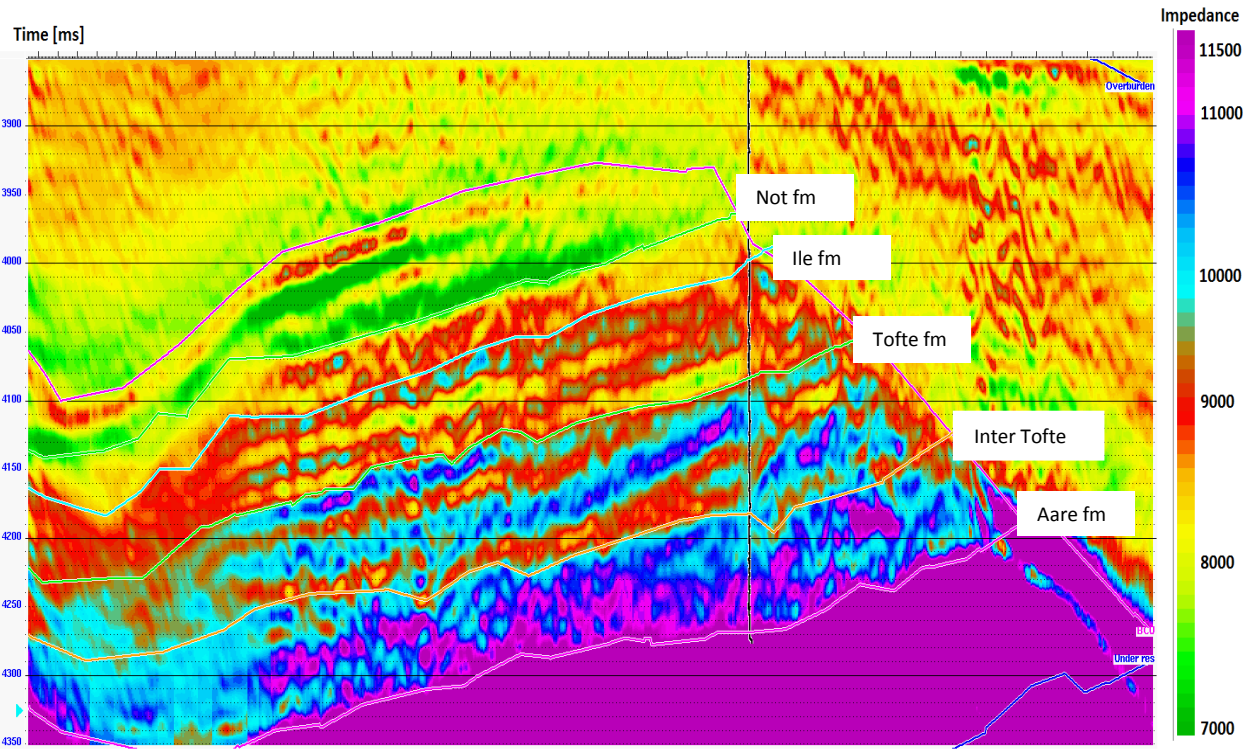 Impedance
Time [ms]
11500
Overburden
11000
3900
3950
Not fm
4000
Ile fm
10000
4050
Tofte fm
4100
9000
Inter Tofte
4150
Aare fm
4200
8000
4250
BCU
4300
Under res
7000
4350